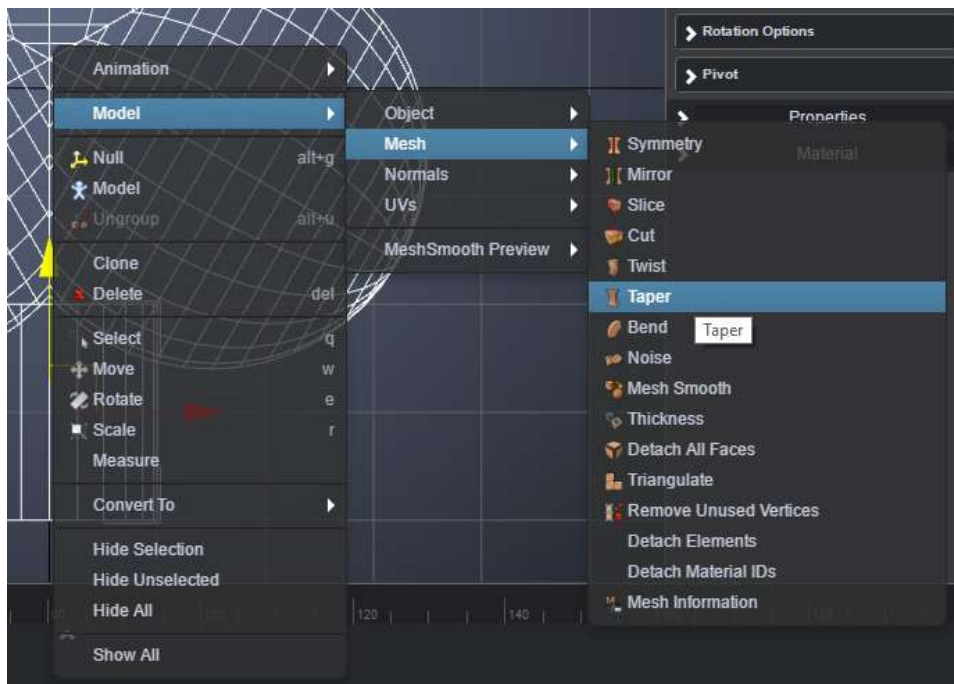 Animation
Model
Null alt+g
Model
Ungroup alt+u
Clone
Delete del
Select q
Move w
Rotate e
Scale r
Measure
Convert To
Hide Selection
Hide Unselected
Hide All
Show All
Object
Mesh
Normals
UVs
MeshSmooth Preview
Symmetry
Mirror
Slice
Cut
Twist
Taper
Bend
Taper
Noise
Mesh Smooth
Thickness
Detach All Faces
Triangulate
Remove Unused Vertices
Detach Elements
Detach Material IDs
Mesh Information
Rotation Options
Pivot
Properties
Material
120
140